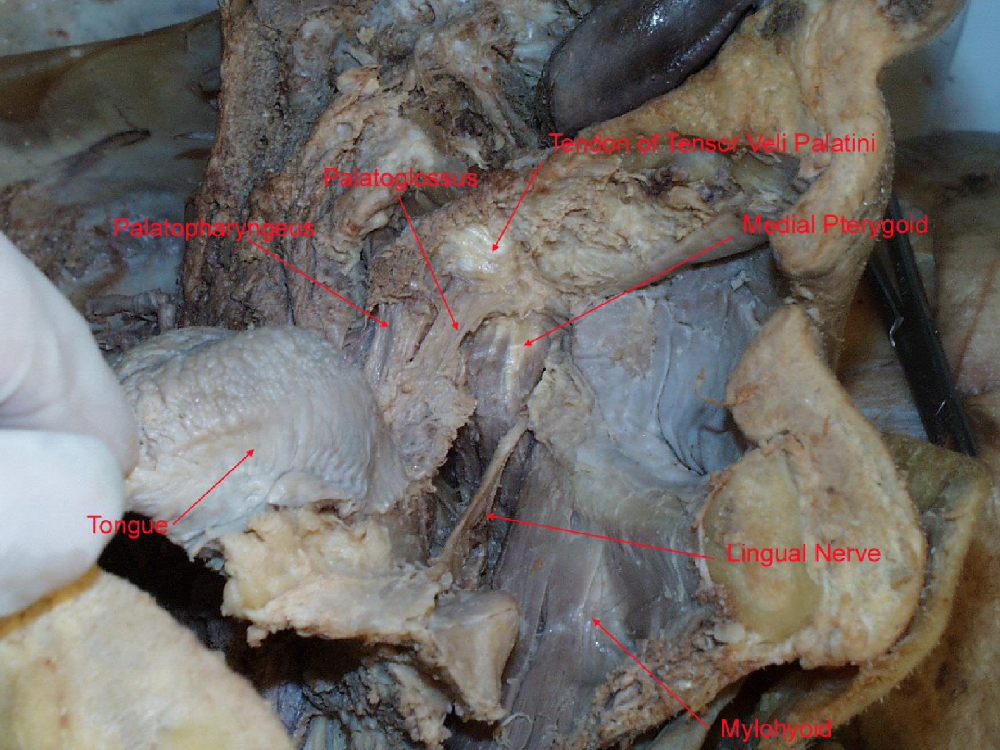 Tendon of Tensor Veli Palatini
Palatoglossus
Medial Pterygoid
Palatopharyngeus
Tongue
Lingual Nerve
Mylohyoid